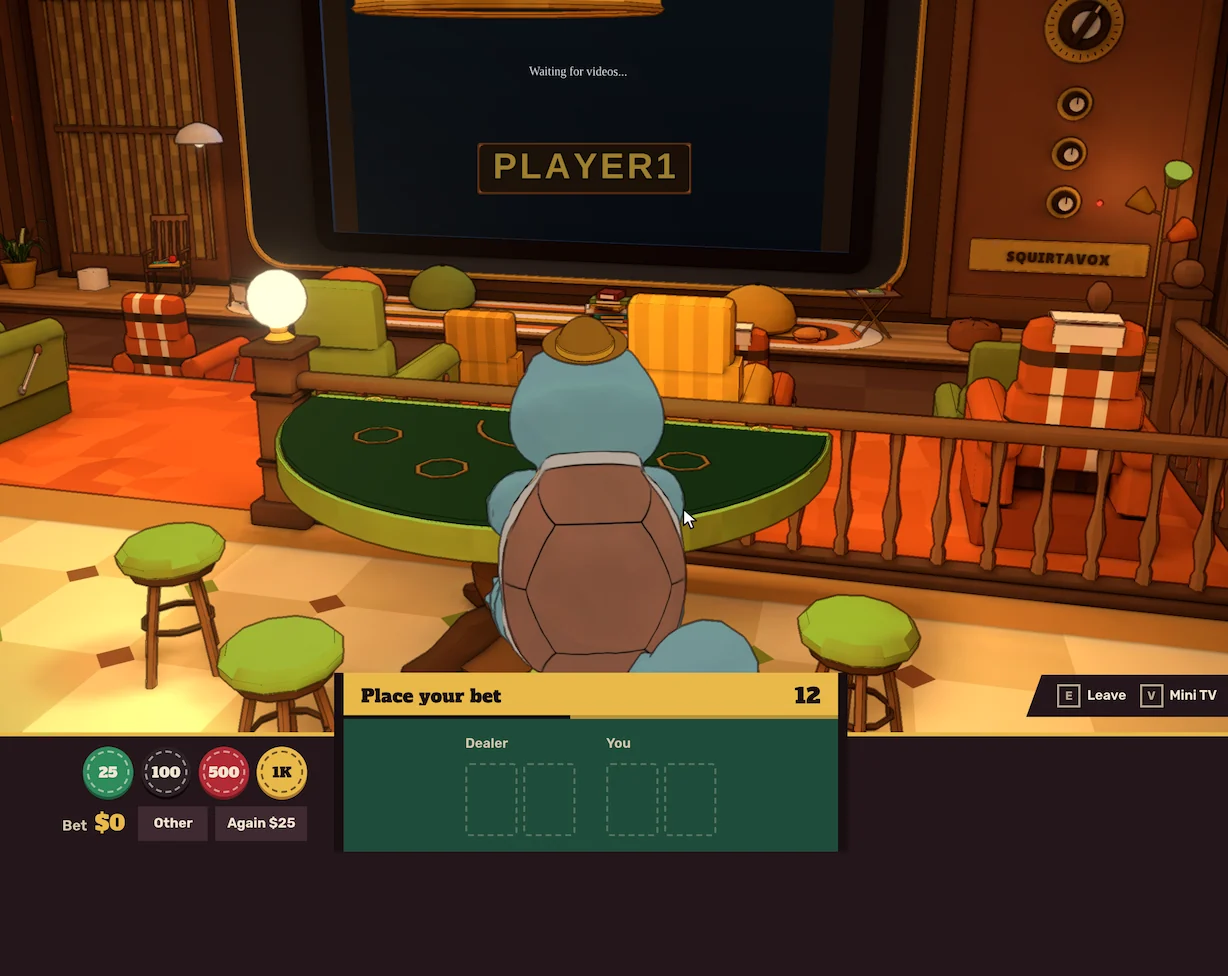 Waiting for videos...
PLAYER1
SQUIRTAVOX
Place your bet 12
E Leave V Mini TV
Dealer You
25 100 500 1K
Bet $0 Other Again $25